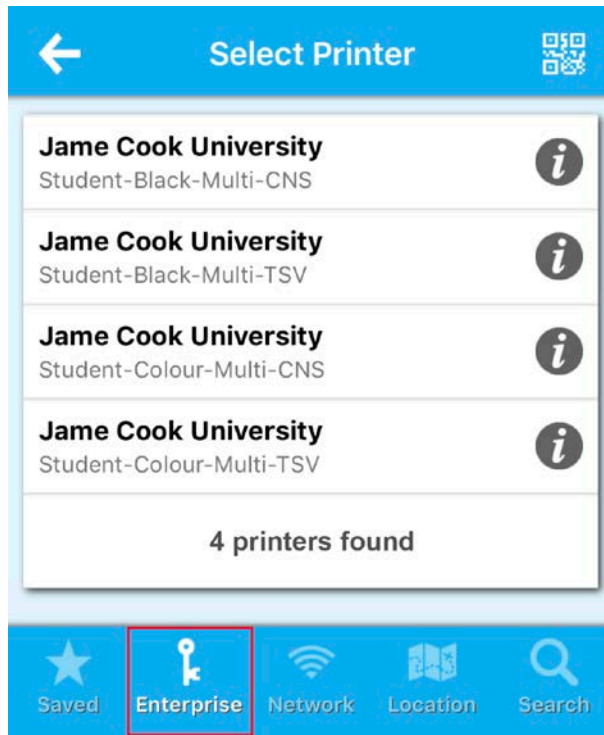 Select Printer
Jame Cook University
Student-Black-Multi-CNS
Jame Cook University
Student-Black-Multi-TSV
Jame Cook University
Student-Colour-Multi-CNS
Jame Cook University
Student-Colour-Multi-TSV
4 printers found
Saved Enterprise Network Location Search